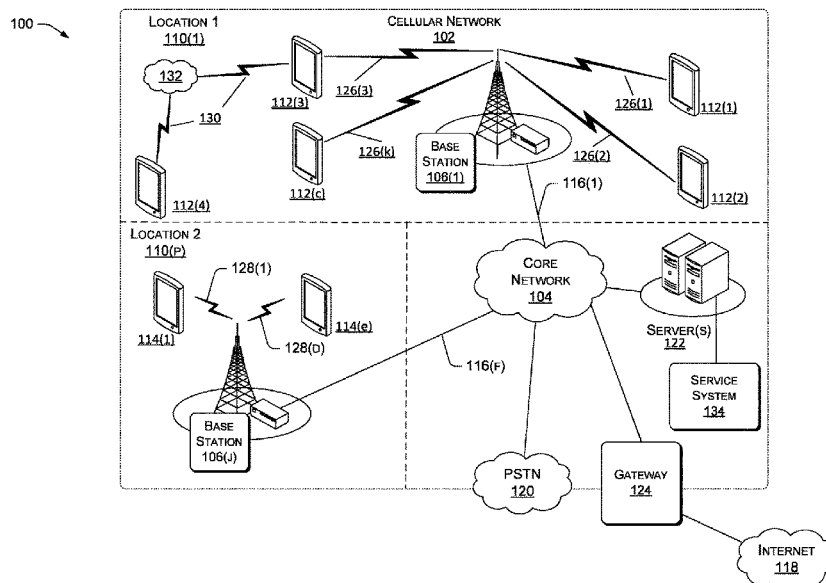 100
LOCATION 1
110(1)
CELLULAR NETWORK
102
132
130
112(3)
126(3)
126(1)
112(1)
126(k)
BASE
STATION
106(1)
126(2)
112(4)
112(c)
116(1)
112(2)
LOCATION 2
110(P)
128(1)
114(1)
128(D)
114(e)
CORE
NETWORK
104
SERVER(S)
122
116(F)
SERVICE
SYSTEM
134
BASE
STATION
106(J)
PSTN
120
GATEWAY
124
INTERNET
118